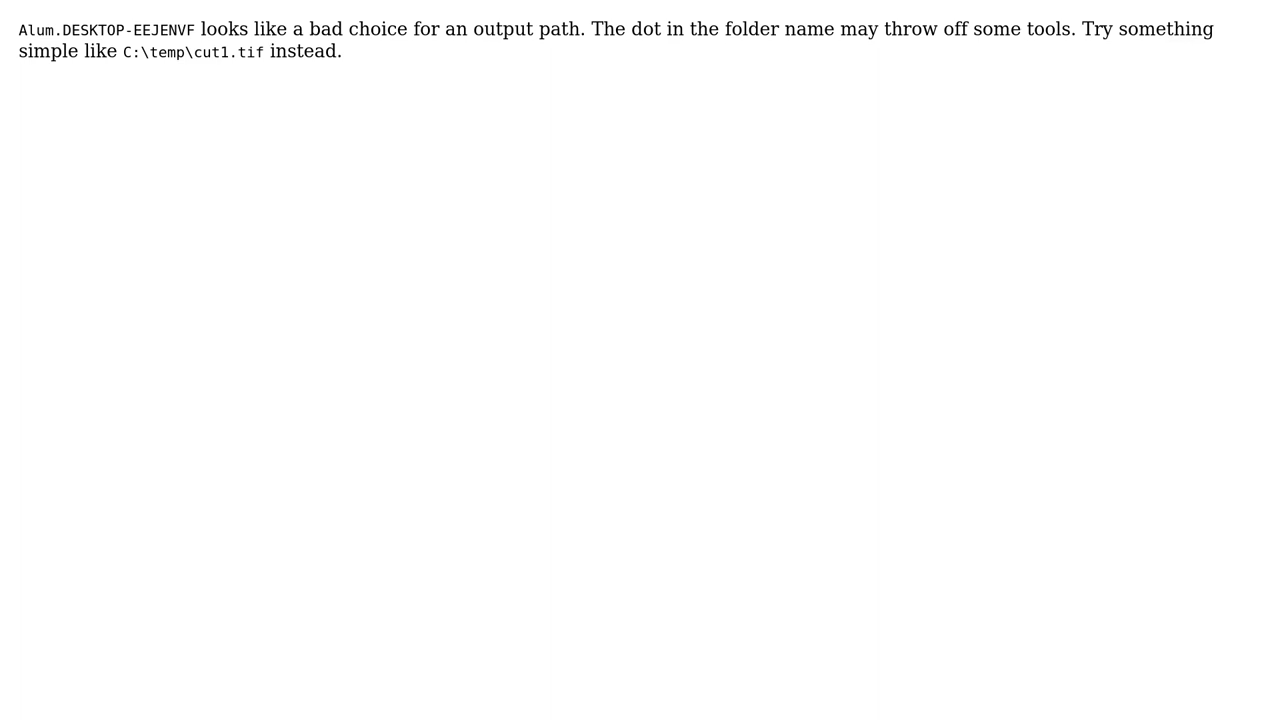 Alum.DESKTOP-EEJENVF looks like a bad choice for an output path. The dot in the folder name may throw off some tools. Try something
simple like C:\temp\cut1.tif instead.